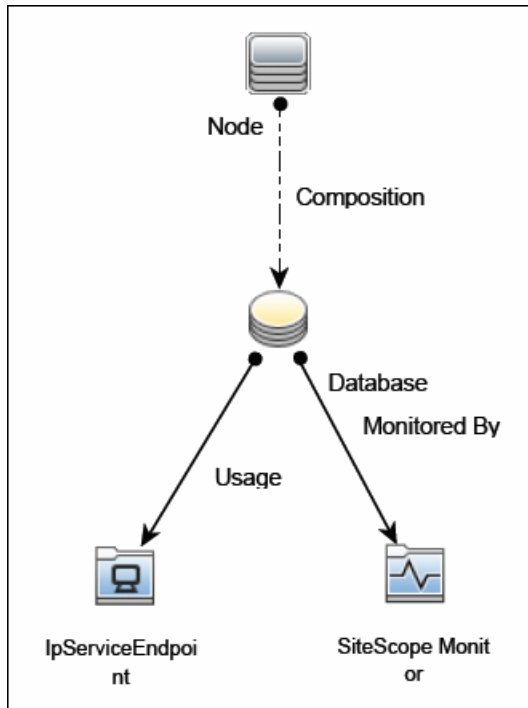 Node
Composition
Database
Monitored By
Usage
IpServiceEndpoi
nt
SiteScope Monit
or